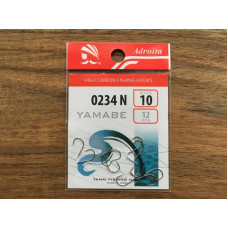 Adroita
HIGH CARBON FISHING HOOKS
0234 N
10
YAMABE
12